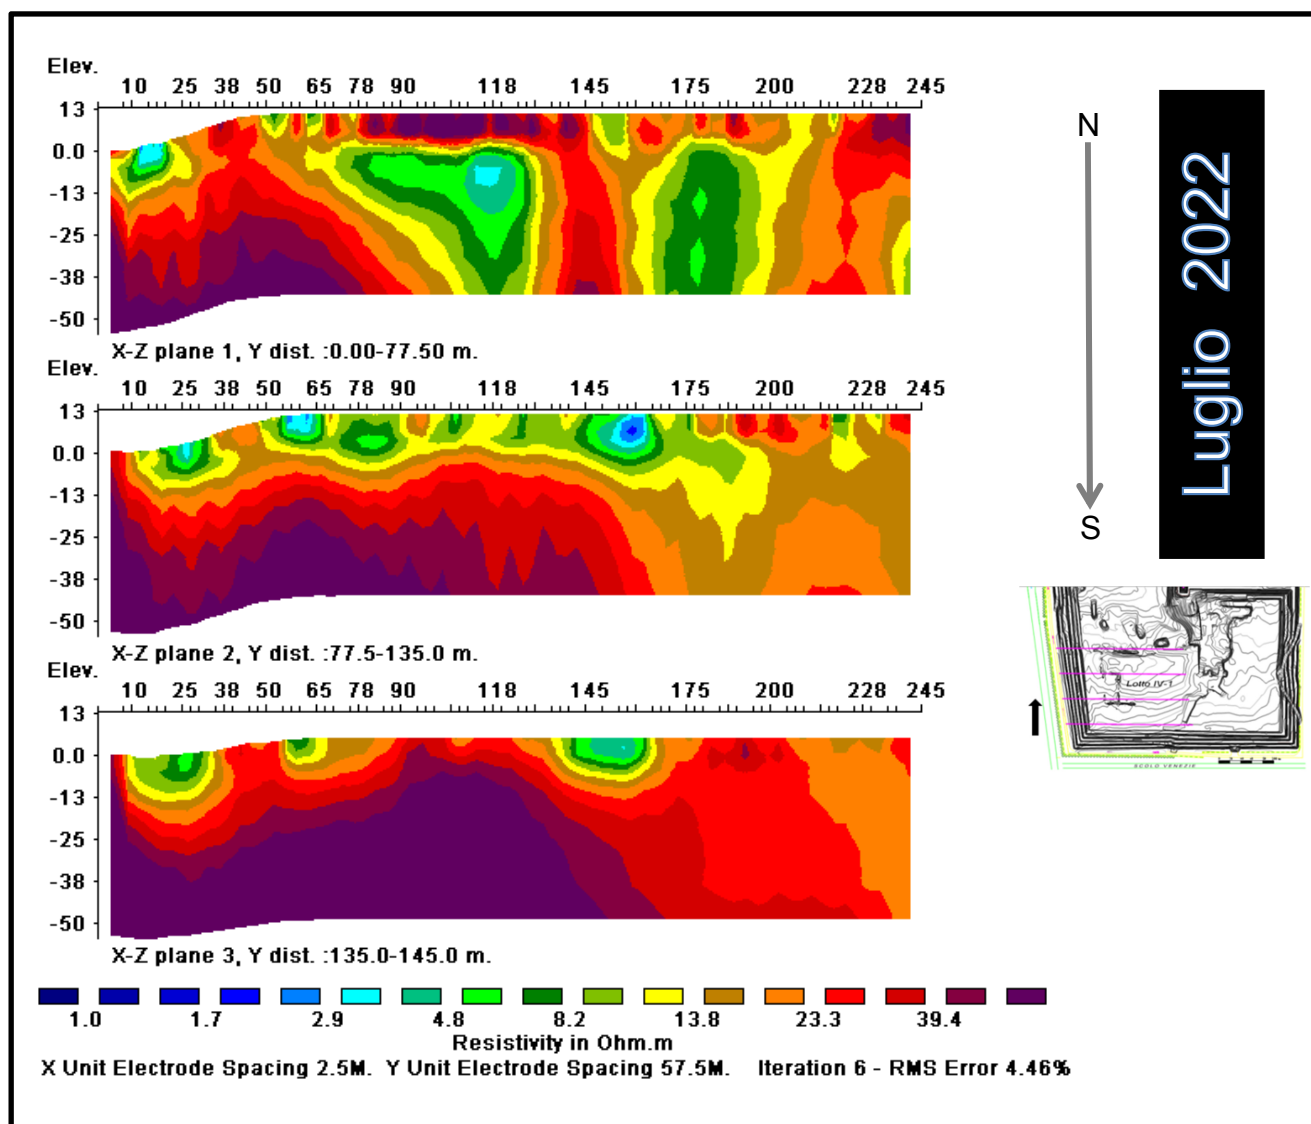 Elev.
10 25 38 50 65 78 90 118 145 175 200 228 245
13
0.0
-13
-25
-38
-50
X-Z plane 1, Y dist. :0.00-77.50 m.
Elev.
10 25 38 50 65 78 90 118 145 175 200 228 245
13
0.0
-13
-25
-38
-50
X-Z plane 2, Y dist. :77.5-135.0 m.
Elev.
10 25 38 50 65 78 90 118 145 175 200 228 245
13
0.0
-13
-25
-38
-50
X-Z plane 3, Y dist. :135.0-145.0 m.
1.0 1.7 2.9 4.8 8.2 13.8 23.3 39.4
Resistivity in Ohm.m
X Unit Electrode Spacing 2.5M. Y Unit Electrode Spacing 57.5M. Iteration 6 - RMS Error 4.46%
N
S
Luglio 2022
Lotto IV-1
SCOLO VENEZIE